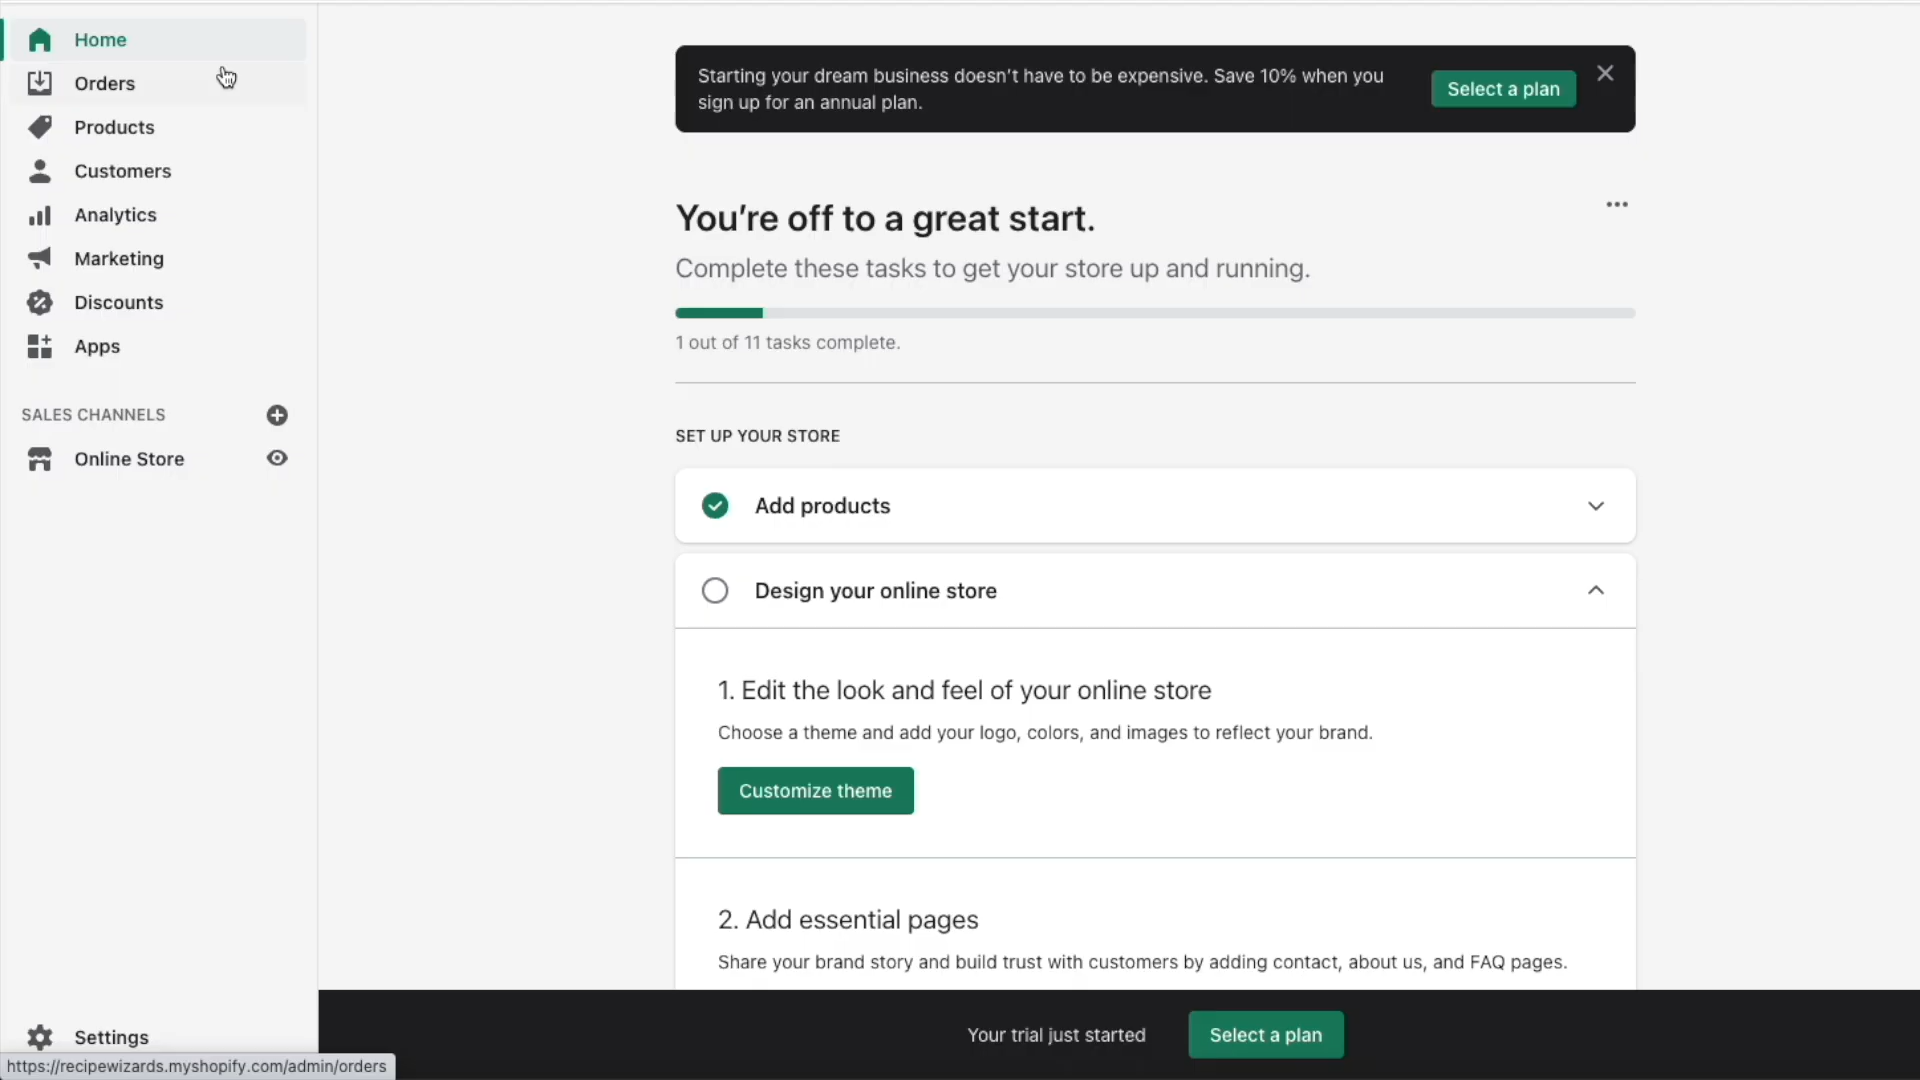 Home
Orders
Products
Customers
Analytics
Marketing
Discounts
Apps
SALES CHANNELS
Online Store
Settings
https://recipewizards.myshopify.com/admin/orders
Starting your dream business doesn't have to be expensive. Save 10% when you
sign up for an annual plan.
Select a plan
You're off to a great start.
Complete these tasks to get your store up and running.
1 out of 11 tasks complete.
SET UP YOUR STORE
Add products
Design your online store
1. Edit the look and feel of your online store
Choose a theme and add your logo, colors, and images to reflect your brand.
Customize theme
2. Add essential pages
Share your brand story and build trust with customers by adding contact, about us, and FAQ pages.
Your trial just started
Select a plan